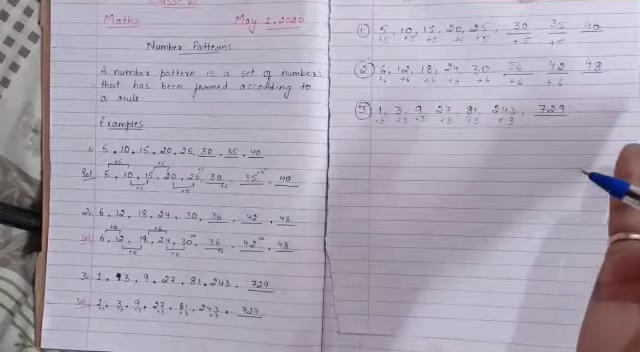 Maths
May 1, 2020
Number Patterns
A number pattern is a set of numbers
that has been formed according to
a rule.
Examples
1. 5, 10, 15, 20, 25, 30, 35, 40
Sol 5, 10, 15, 20, 25, 30, 35, 40
2. 6, 12, 18, 24, 30, 36, 42, 48
Sol 6, 12, 18, 24, 30, 36, 42, 48
3. 1, 3, 9, 27, 81, 243, 729
Sol 1, 3, 9, 27, 81, 243, 729
① 5, 10, 15, 20, 25, 30 35 40
+5 +5 +5 +5 +5 +5 +5
② 6, 12, 18, 24, 30, 36 42 48
+6 +6 +6 +6 +6 +6 +6
③ 1, 3, 9 27 81, 243, 729
×3 ×3 ×3 ×3 ×3 ×3